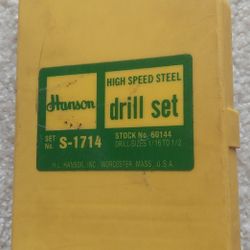 HIGH SPEED STEEL
Hanson
drill set
SET No. S-1714
STOCK No. 60144
DRILL SIZES 1/16 TO 1/2
H.L. HANSON, INC. WORCESTER, MASS., U.S.A.